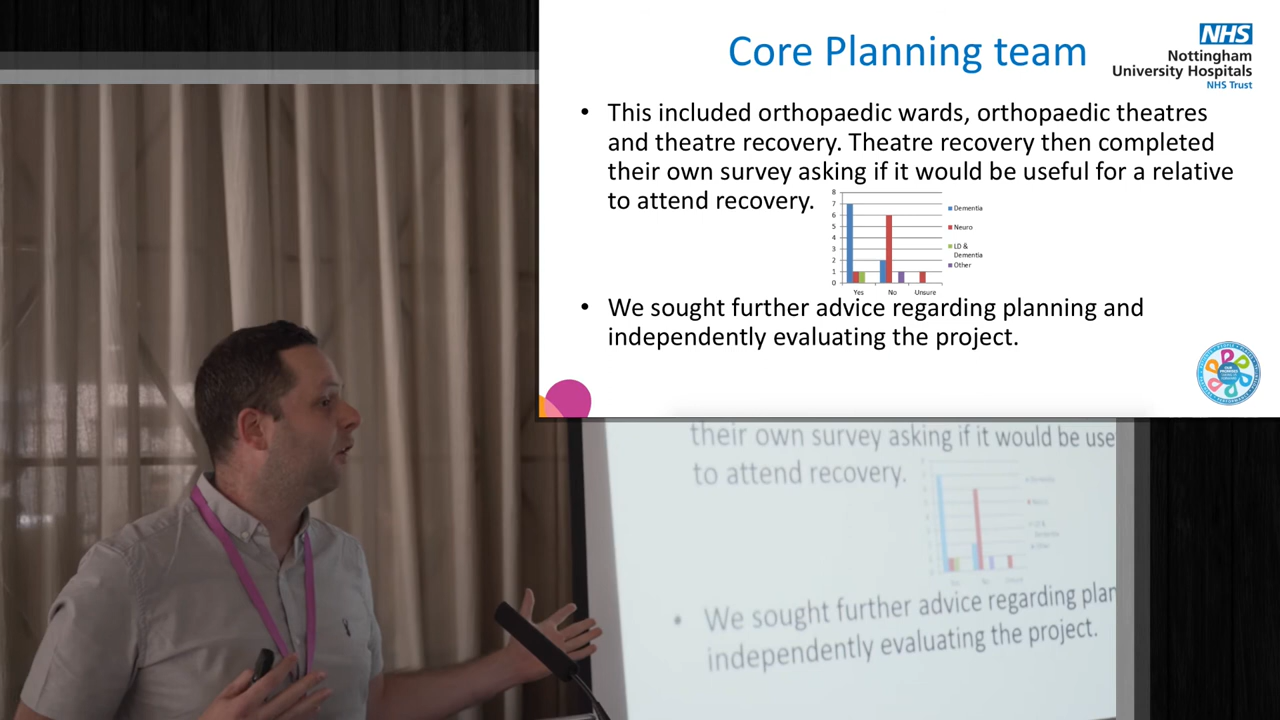 Core Planning team
NHS
Nottingham
University Hospitals
NHS Trust
• This included orthopaedic wards, orthopaedic theatres
and theatre recovery. Theatre recovery then completed
their own survey asking if it would be useful for a relative
to attend recovery.
8
7
6
5
4
3
2
1
0
Yes No Unsure
Dementia
Neuro
LD &
Dementia
Other
• We sought further advice regarding planning and
independently evaluating the project.
their own survey asking if it would be use
to attend recovery.
• We sought further advice regarding plan
independently evaluating the project.